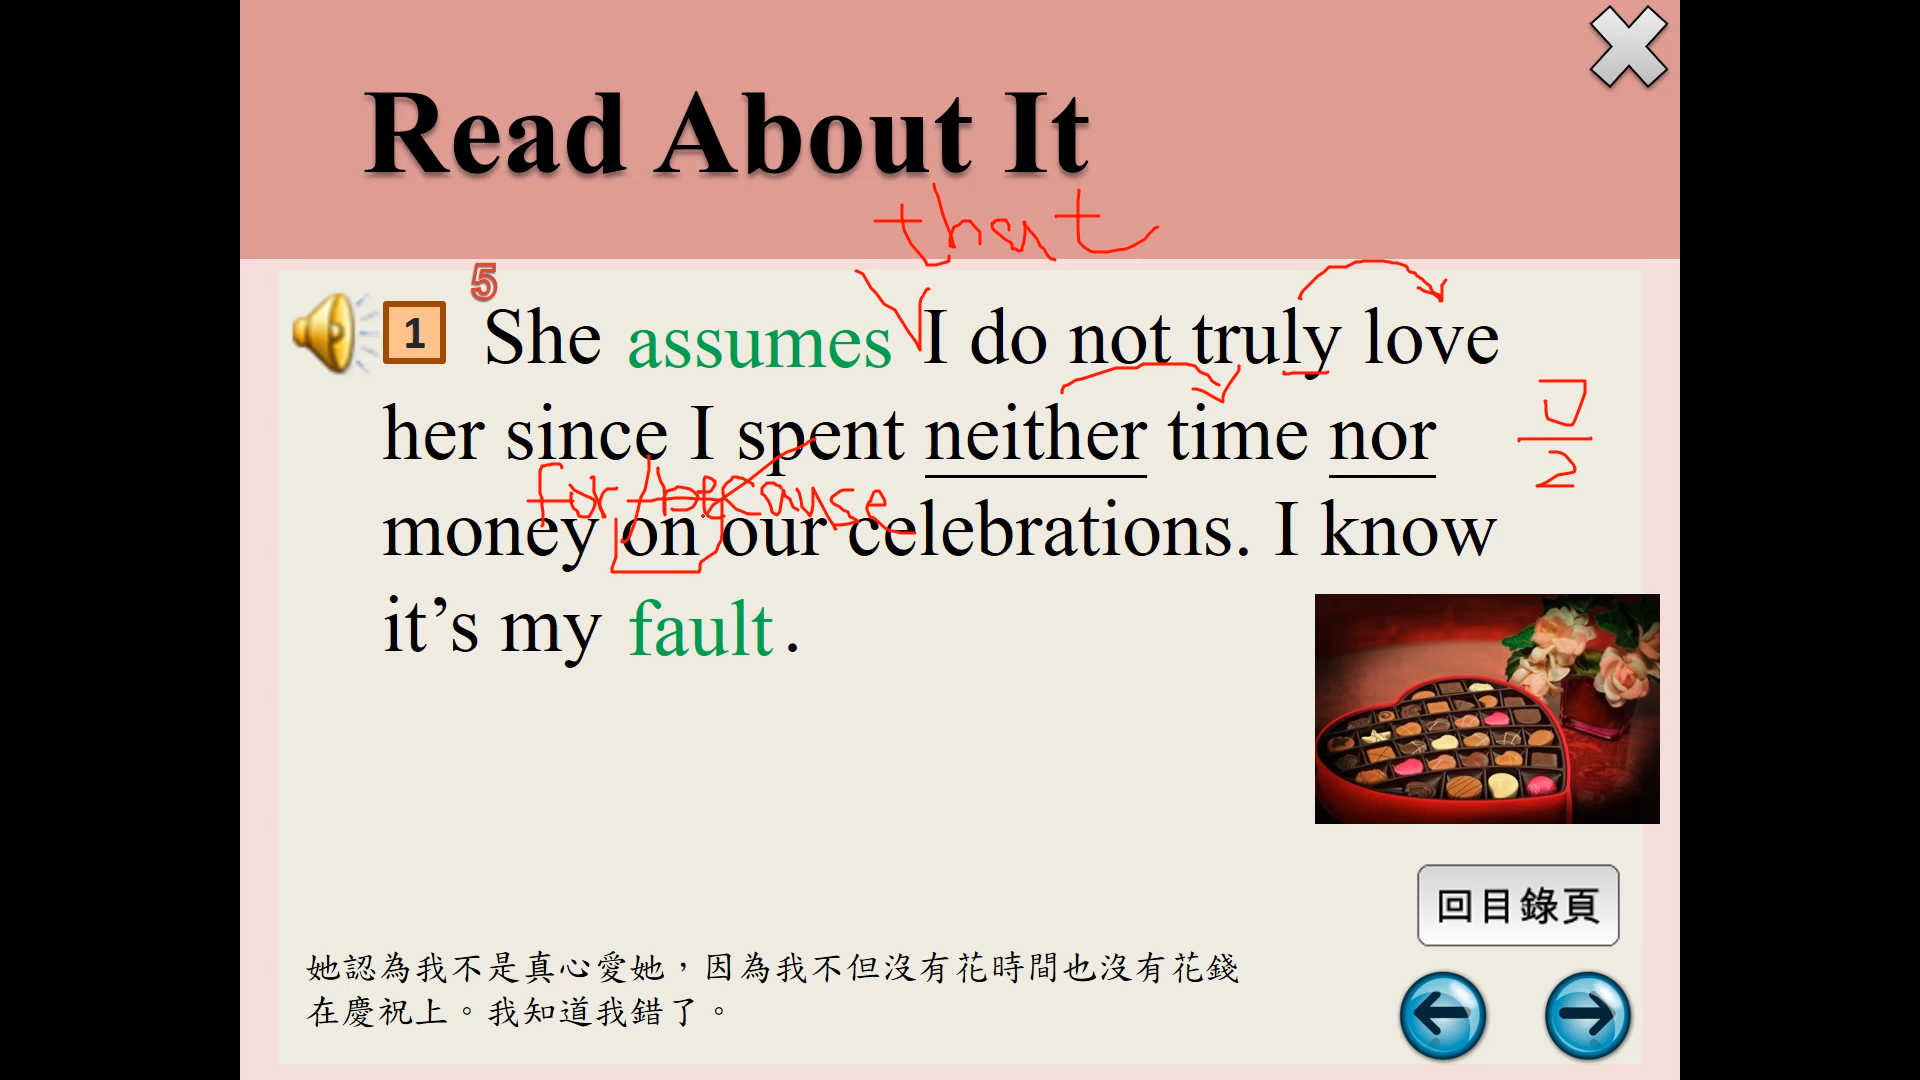 Read About It
that
5
1 She assumes I do not truly love
her since I spent neither time nor
for because
money on our celebrations. I know
it's my fault.
2
回目錄頁
她認為我不是真心愛她，因為我不但沒有花時間也沒有花錢
在慶祝上。我知道我錯了。